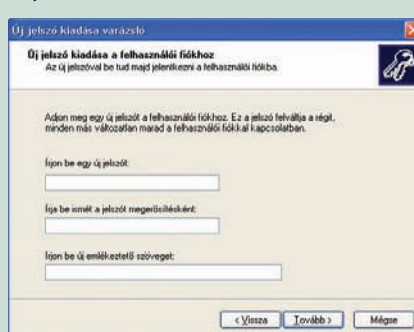 Új jelszó kiadása varázsló
Új jelszó kiadása a felhasználói fiókhoz
Az új jelszóval be tud majd jelentkezni a felhasználói fiókba.
Adjon meg egy új jelszót a felhasználói fiókhoz. Ez a jelszó felváltja a régit,
minden más változatlan marad a felhasználói fiókkal kapcsolatban.
Írjon be egy új jelszót:
Írja be ismét a jelszót megerősítésként:
Írjon be új emlékeztető szöveget:
< Vissza
Tovább >
Mégse